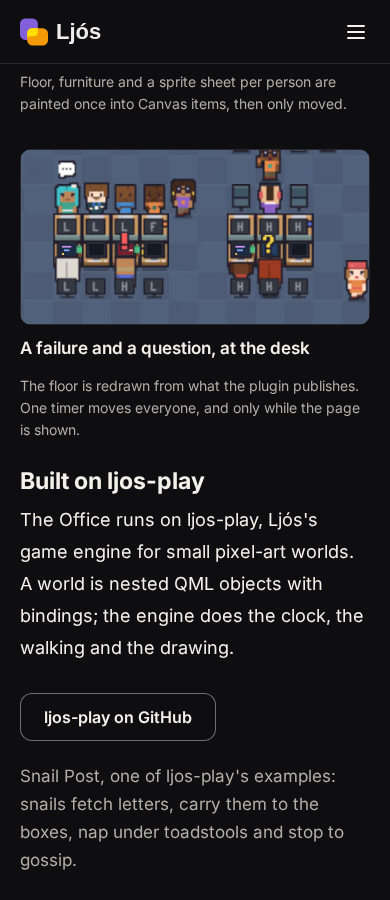 Ljós
Floor, furniture and a sprite sheet per person are
painted once into Canvas items, then only moved.
L L L F H H H
?
L L H L H H H
A failure and a question, at the desk
The floor is redrawn from what the plugin publishes.
One timer moves everyone, and only while the page
is shown.
Built on ljos-play
The Office runs on ljos-play, Ljós's
game engine for small pixel-art worlds.
A world is nested QML objects with
bindings; the engine does the clock, the
walking and the drawing.
ljos-play on GitHub
Snail Post, one of ljos-play's examples:
snails fetch letters, carry them to the
boxes, nap under toadstools and stop to
gossip.